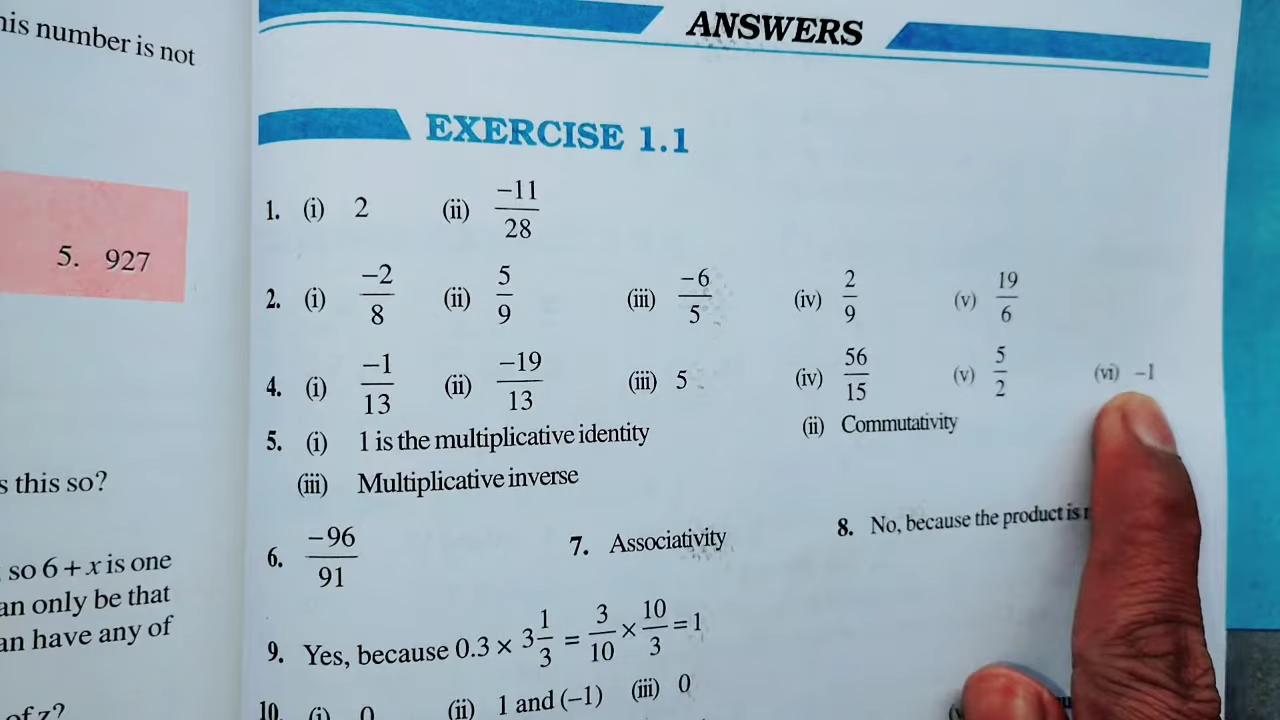 his number is not
5. 927
s this so?
so 6 + x is one
an only be that
an have any of
of z?
ANSWERS
EXERCISE 1.1
1. (i) 2 (ii) -11/28
2. (i) -2/8 (ii) 5/9 (iii) -6/5 (iv) 2/9 (v) 19/6
4. (i) -1/13 (ii) -19/13 (iii) 5 (iv) 56/15 (v) 5/2 (vi) -1
5. (i) 1 is the multiplicative identity (ii) Commutativity
(iii) Multiplicative inverse
6. -96/91 7. Associativity 8. No, because the product is
9. Yes, because 0.3 × 3 1/3 = 3/10 × 10/3 = 1
10. (i) 0 (ii) 1 and (−1) (iii) 0